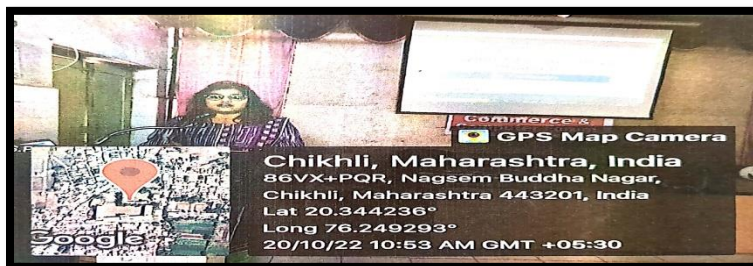 Commerce &
GPS Map Camera
Chikhli, Maharashtra, India
86VX+PQR, Nagsem Buddha Nagar,
Chikhli, Maharashtra 443201, India
Lat 20.344236°
Long 76.249293°
20/10/22 10:53 AM GMT +05:30
Google